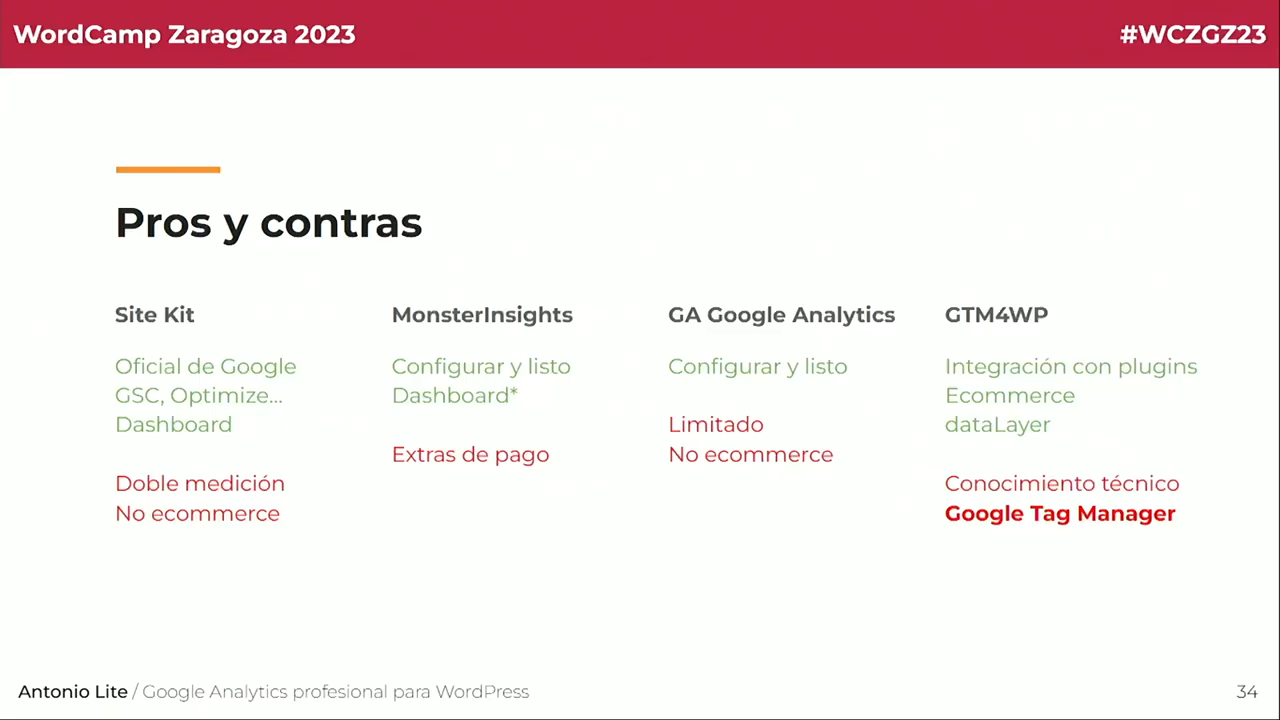 WordCamp Zaragoza 2023
#WCZGZ23
Pros y contras
Site Kit
Oficial de Google
GSC, Optimize...
Dashboard
Doble medición
No ecommerce
MonsterInsights
Configurar y listo
Dashboard*
Extras de pago
GA Google Analytics
Configurar y listo
Limitado
No ecommerce
GTM4WP
Integración con plugins
Ecommerce
dataLayer
Conocimiento técnico
Google Tag Manager
Antonio Lite / Google Analytics profesional para WordPress
34